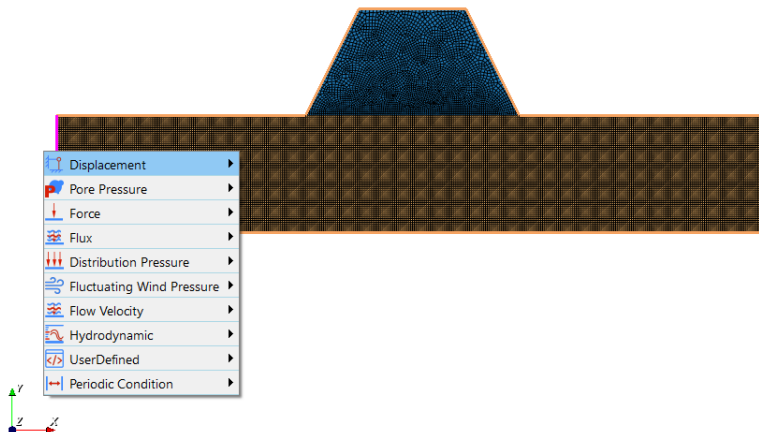 Displacement
Pore Pressure
Force
Flux
Distribution Pressure
Fluctuating Wind Pressure
Flow Velocity
Hydrodynamic
UserDefined
Periodic Condition
Y
Z X